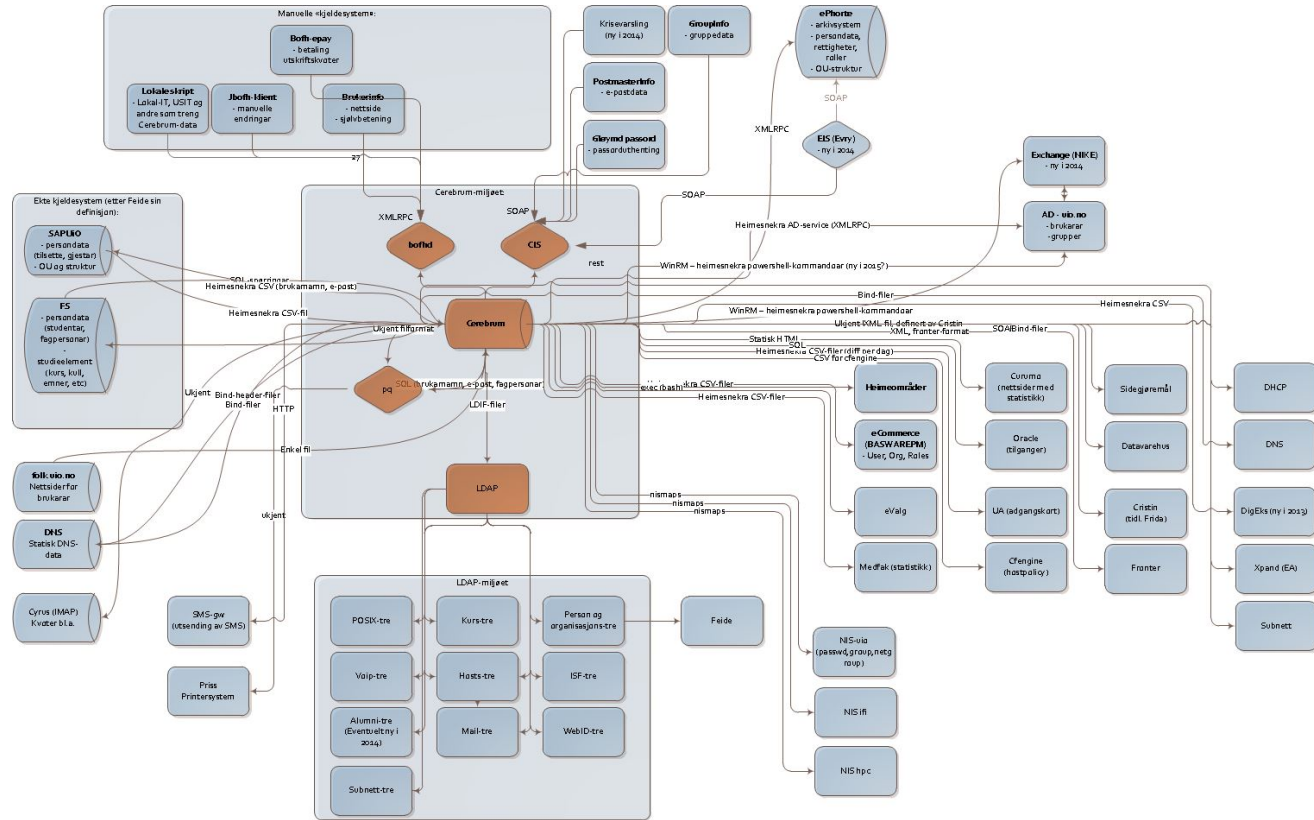 Manuelle «kjeldesystem»:
Bofh-epay
- betaling
utskriftskvoter
Lokale skript
- Lokal-IT, USIT og
andre som treng
Cerebrum-data
Jbofh-klient
- manuelle
endringar
Brukerinfo
- nettside
- sjølvbetening
27
Krisevarsling
(ny i 2014)
GroupInfo
- gruppedata
PostmasterInfo
- e-postdata
Gløymd passord
- passorduthenting
ePhorte
- arkivsystem
- persondata,
rettigheter,
roller
- OU-struktur
SOAP
XMLRPC
EIS (Evry)
- ny i 2014
SOAP
Exchange (NIKE)
- ny i 2014
AD - uio.no
- brukarar
- grupper
Heimesnekra AD-service (XMLRPC)
Cerebrum-miljøet:
XMLRPC
SOAP
bofhd
CIS
rest
Ekte kjeldesystem (etter Feide sin
definisjon):
SAPUiO
- persondata
(tilsette, gjestar)
- OU og struktur
FS
- persondata
(studentar,
fagpersonar)
-
studieelement
(kurs, kull,
emner, etc)
SQL-spørringar
Heimesnekra CSV (brukarnamn, e-post)
Heimesnekra CSV-fil
Cerebrum
Ukjent filformat
pq
SQL (brukarnamn, e-post, fagpersonar)
LDIF-filer
LDAP
Ukjent
HTTP
Bind-header-filer
Bind-filer
Enkel fil
ukjent
folk.uio.no
Nettsider for
brukarar
DNS
Statisk DNS-
data
Cyrus (IMAP)
Kvoter bl.a.
SMS-gw
(utsending av SMS)
Priss
Printersystem
WinRM – heimesnekra powershell-kommandoar (ny i 2015?)
Bind-filer
Heimesnekra CSV
WinRM – heimesnekra powershell-kommandoar
Ukjent (XML fil, definert av Cristin
SOAP
Bind-filer
XML, fronter-format
Statisk HTML
SQL
Heimesnekra CSV-filer (diff per dag)
CSV for cfengine
Heimesnekra CSV-filer
Heimesnekra CSV-filer
nismaps
nismaps
nismaps
Heimeområder
eCommerce
(BASWAREPM)
- User, Org, Roles
eValg
Medfak (statistikk)
Cururno
(nettsider med
statistikk)
Oracle
(tilganger)
UA (adgangskort)
Cfengine
(hostpolicy)
Sidegjøremål
Datavarehus
Cristin
(tidl. Frida)
Fronter
DHCP
DNS
DigEks (ny i 2013)
Xpand (EA)
Subnett
LDAP-miljøet
POSIX-tre
Kurs-tre
Person og
organisasjons-tre
Feide
Voip-tre
Hosts-tre
ISF-tre
Alumni-tre
(Eventuelt ny i
2014)
Mail-tre
WebID-tre
Subnett-tre
NIS-uio
(passwd,group,netg
roup)
NIS ifi
NIS hpc